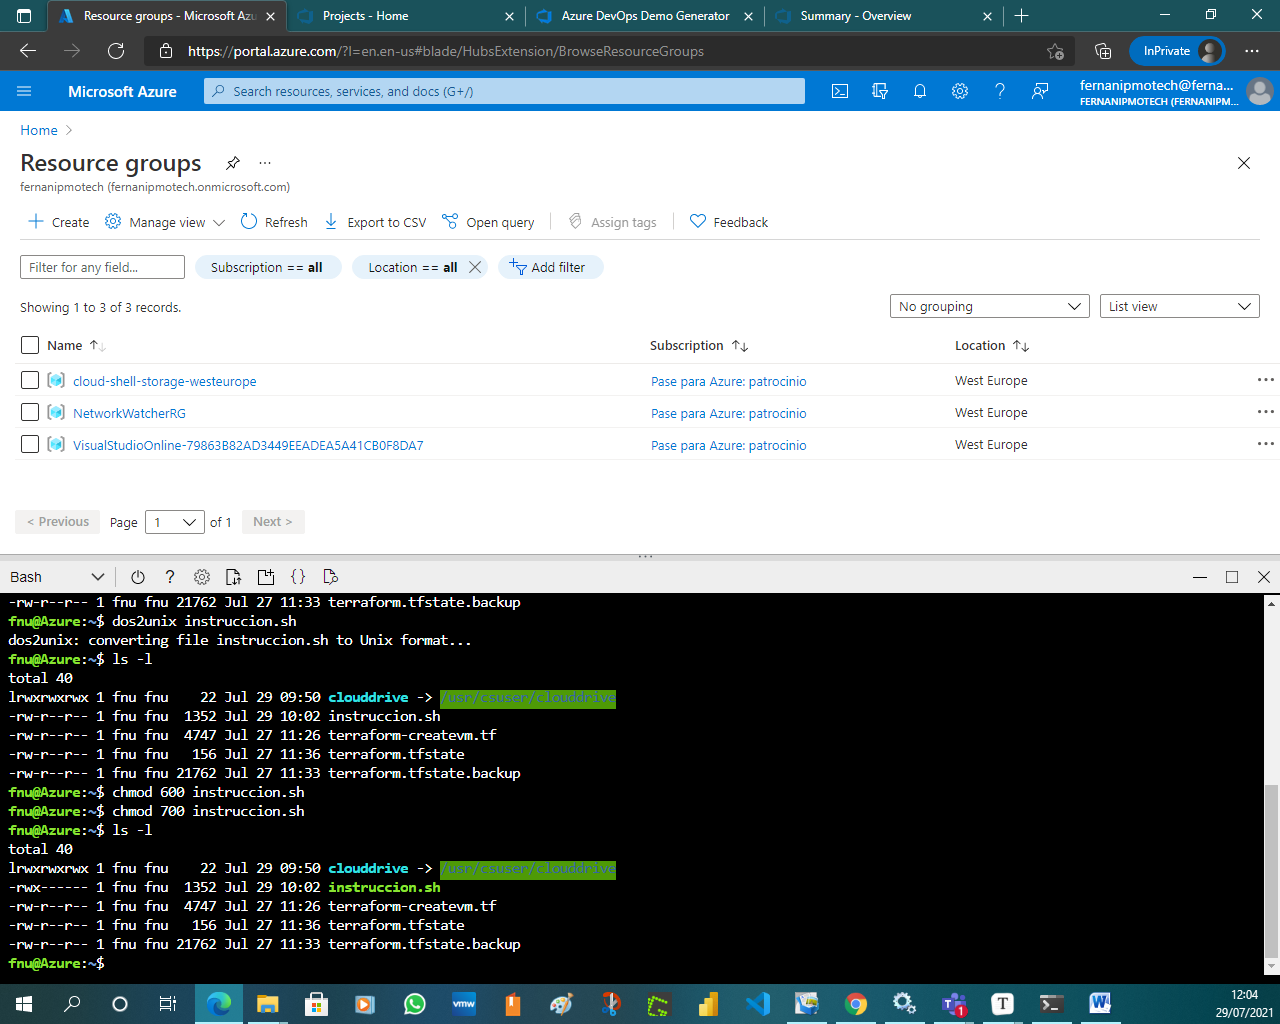 Resource groups - Microsoft Azu
Projects - Home
Azure DevOps Demo Generator
Summary - Overview
https://portal.azure.com/?l=en.en-us#blade/HubsExtension/BrowseResourceGroups
InPrivate
Microsoft Azure
Search resources, services, and docs (G+/)
fernanipmotech@ferna...
FERNANIPMOTECH (FERNANIPM...
Home
Resource groups
fernanipmotech (fernanipmotech.onmicrosoft.com)
Create
Manage view
Refresh
Export to CSV
Open query
Assign tags
Feedback
Filter for any field...
Subscription == all
Location == all
Add filter
Showing 1 to 3 of 3 records.
No grouping
List view
Name
Subscription
Location
cloud-shell-storage-westeurope
Pase para Azure: patrocinio
West Europe
NetworkWatcherRG
Pase para Azure: patrocinio
West Europe
VisualStudioOnline-79863B82AD3449EEADEA5A41CB0F8DA7
Pase para Azure: patrocinio
West Europe
< Previous
Page
1
of 1
Next >
Bash
-rw-r--r-- 1 fnu fnu 21762 Jul 27 11:33 terraform.tfstate.backup
fnu@Azure:~$ dos2unix instruccion.sh
dos2unix: converting file instruccion.sh to Unix format...
fnu@Azure:~$ ls -l
total 40
lrwxrwxrwx 1 fnu fnu    22 Jul 29 09:50 clouddrive -> /usr/csuser/clouddrive
-rw-r--r-- 1 fnu fnu  1352 Jul 29 10:02 instruccion.sh
-rw-r--r-- 1 fnu fnu  4747 Jul 27 11:26 terraform-createvm.tf
-rw-r--r-- 1 fnu fnu   156 Jul 27 11:36 terraform.tfstate
-rw-r--r-- 1 fnu fnu 21762 Jul 27 11:33 terraform.tfstate.backup
fnu@Azure:~$ chmod 600 instruccion.sh
fnu@Azure:~$ chmod 700 instruccion.sh
fnu@Azure:~$ ls -l
total 40
lrwxrwxrwx 1 fnu fnu    22 Jul 29 09:50 clouddrive -> /usr/csuser/clouddrive
-rwx------ 1 fnu fnu  1352 Jul 29 10:02 instruccion.sh
-rw-r--r-- 1 fnu fnu  4747 Jul 27 11:26 terraform-createvm.tf
-rw-r--r-- 1 fnu fnu   156 Jul 27 11:36 terraform.tfstate
-rw-r--r-- 1 fnu fnu 21762 Jul 27 11:33 terraform.tfstate.backup
fnu@Azure:~$
vmw
1
T
W
12:04
29/07/2021